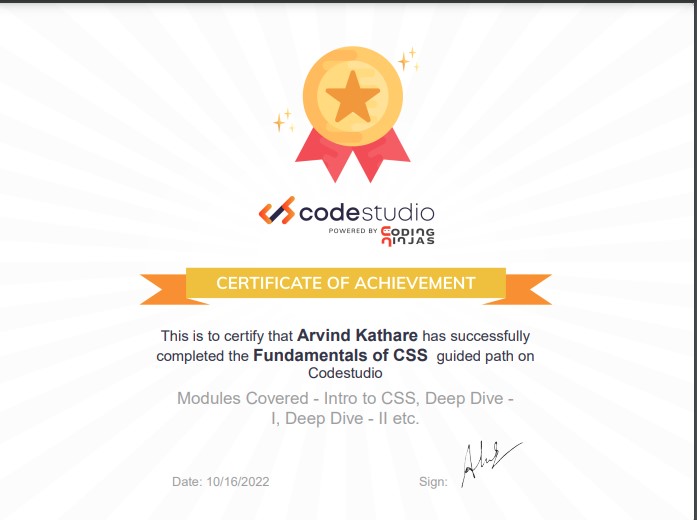 codestudio
POWERED BY CODING
NINJAS
CERTIFICATE OF ACHIEVEMENT
This is to certify that Arvind Kathare has successfully
completed the Fundamentals of CSS guided path on
Codestudio
Modules Covered - Intro to CSS, Deep Dive -
I, Deep Dive - II etc.
Date: 10/16/2022
Sign: